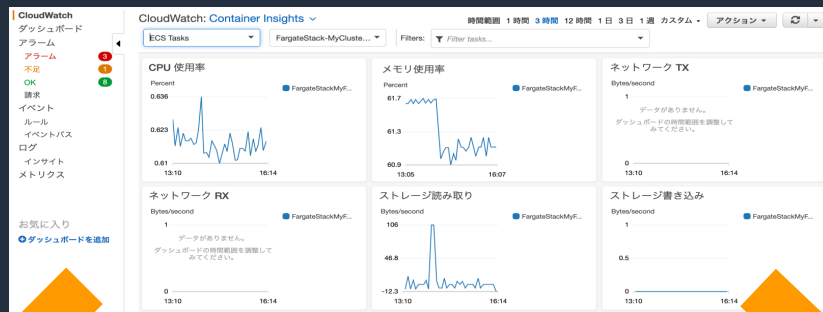 CloudWatch
ダッシュボード
アラーム
アラーム 3
不足 1
OK 8
請求
イベント
ルール
イベントバス
ログ
インサイト
メトリクス
お気に入り
ダッシュボードを追加
CloudWatch: Container Insights
時間範囲 1 時間 3 時間 12 時間 1 日 3 日 1 週 カスタム
アクション
ECS Tasks
FargateStack-MyCluste...
Filters:
Filter tasks...
CPU 使用率
Percent
0.636
0.623
0.61
13:10 16:14
FargateStackMyF...
メモリ使用率
Percent
61.7
61.3
60.9
13:05 16:07
FargateStackMyF...
ネットワーク TX
Bytes/second
1
データがありません。
ダッシュボードの時間範囲を調整して
みてください。
0
13:10 16:14
FargateStackMyF...
ネットワーク RX
Bytes/second
1
データがありません。
ダッシュボードの時間範囲を調整して
みてください。
0
13:10 16:14
FargateStackMyF...
ストレージ読み取り
Bytes/second
106
46.8
-12.3
13:10 16:14
FargateStackMyF...
ストレージ書き込み
Bytes/second
1
0.5
0
13:10 16:14
FargateStackMyF...